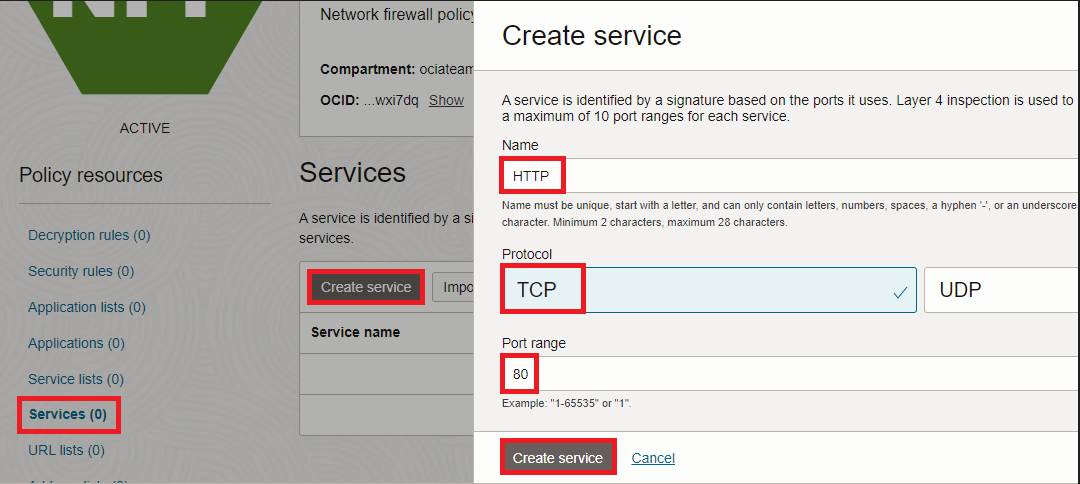 Network firewall policy
Compartment: ociateam
OCID: ...wxi7dq Show
ACTIVE
Policy resources
Decryption rules (0)
Security rules (0)
Application lists (0)
Applications (0)
Service lists (0)
Services (0)
URL lists (0)
Services
A service is identified by a si
services.
Create service
Impo
Service name
Create service
A service is identified by a signature based on the ports it uses. Layer 4 inspection is used to
a maximum of 10 port ranges for each service.
Name
HTTP
Name must be unique, start with a letter, and can only contain letters, numbers, spaces, a hyphen '-', or an underscore
character. Minimum 2 characters, maximum 28 characters.
Protocol
TCP
UDP
Port range
80
Example: "1-65535" or "1".
Create service
Cancel